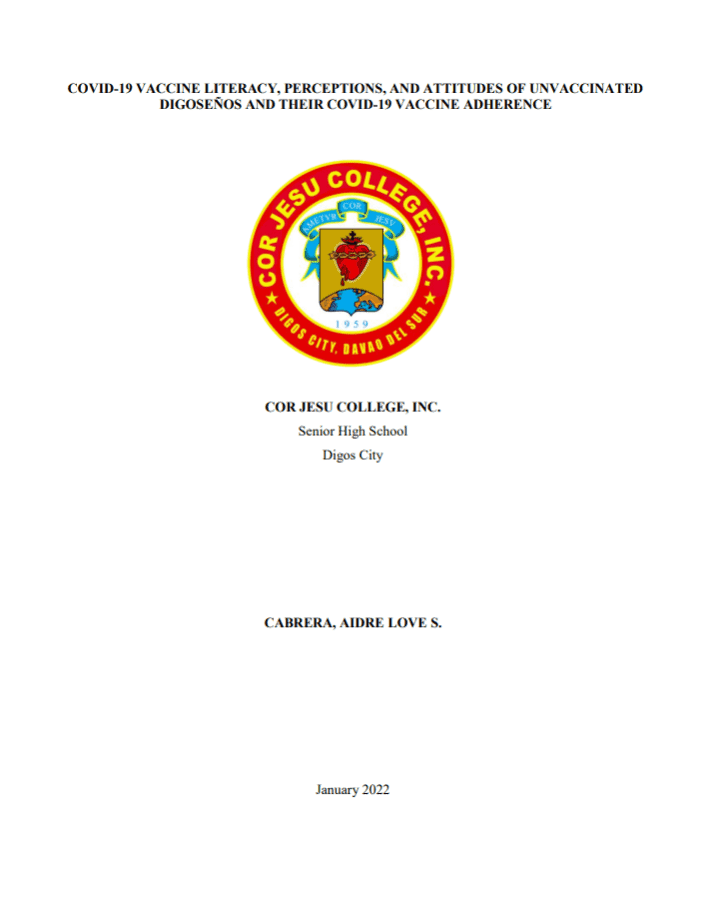 COVID-19 VACCINE LITERACY, PERCEPTIONS, AND ATTITUDES OF UNVACCINATED
DIGOSEÑOS AND THEIR COVID-19 VACCINE ADHERENCE
COR JESU COLLEGE, INC.
AMETVR COR JESV
1959
★ DIGOS CITY, DAVAO DEL SUR ★
COR JESU COLLEGE, INC.
Senior High School
Digos City
CABRERA, AIDRE LOVE S.
January 2022